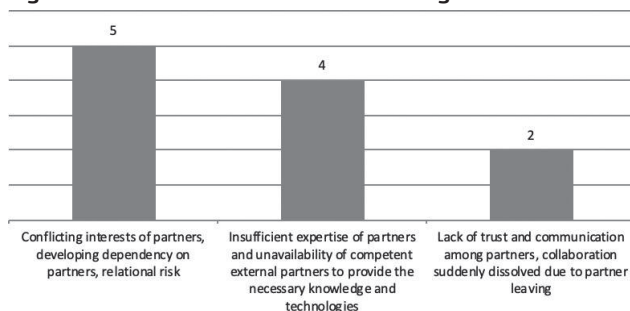 5
4
2
Conflicting interests of partners,
developing dependency on
partners, relational risk
Insufficient expertise of partners
and unavailability of competent
external partners to provide the
necessary knowledge and
technologies
Lack of trust and communication
among partners, collaboration
suddenly dissolved due to partner
leaving